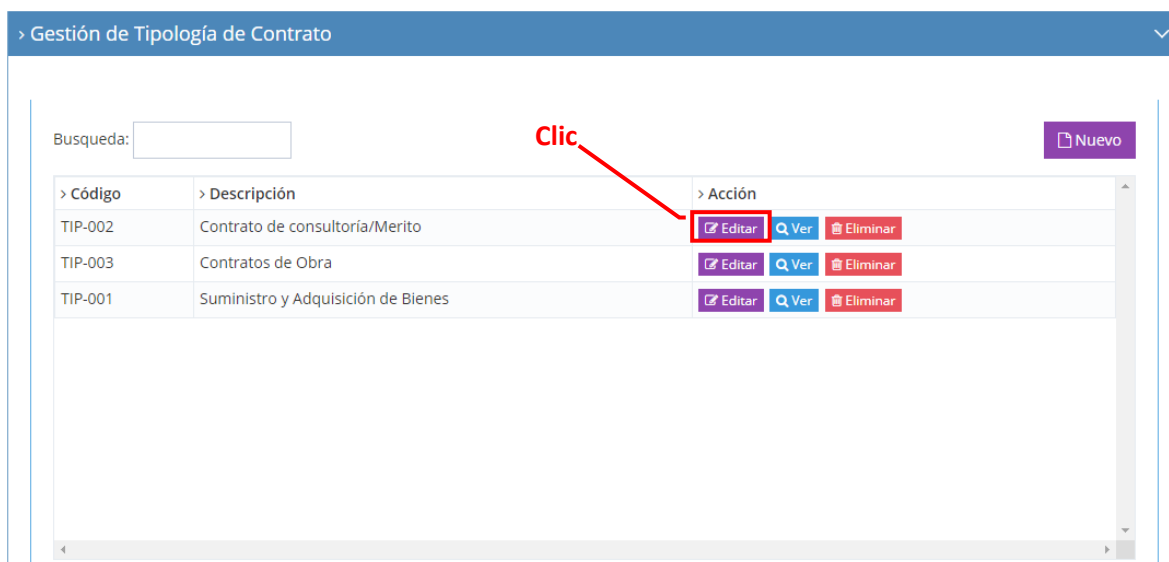 › Gestión de Tipología de Contrato
Busqueda:
Clic
Nuevo
› Código › Descripción › Acción
TIP-002 Contrato de consultoría/Merito Editar Ver Eliminar
TIP-003 Contratos de Obra Editar Ver Eliminar
TIP-001 Suministro y Adquisición de Bienes Editar Ver Eliminar